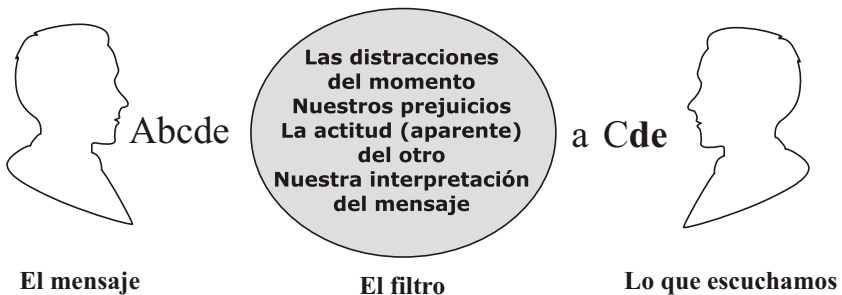 Abcde
Las distracciones
del momento
Nuestros prejuicios
La actitud (aparente)
del otro
Nuestra interpretación
del mensaje
a Cde
El mensaje
El filtro
Lo que escuchamos